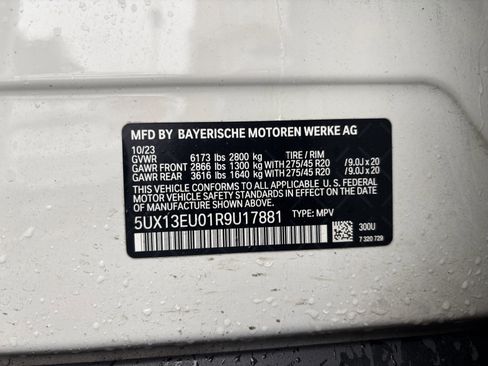 MFD BY BAYERISCHE MOTOREN WERKE AG
10/23
GVWR 6173 lbs 2800 kg TIRE / RIM
GAWR FRONT 2866 lbs 1300 kg WITH 275/45 R20 /9.0J x 20
GAWR REAR 3616 lbs 1640 kg WITH 275/45 R20 /9.0J x 20
THIS VEHICLE CONFORMS TO ALL APPLICABLE U.S. FEDERAL
MOTOR VEHICLE SAFETY STANDARDS IN EFFECT ON THE
DATE OF MANUFACTURE SHOWN ABOVE.
5UX13EU01R9U17881 TYPE: MPV
300U
7 320 729